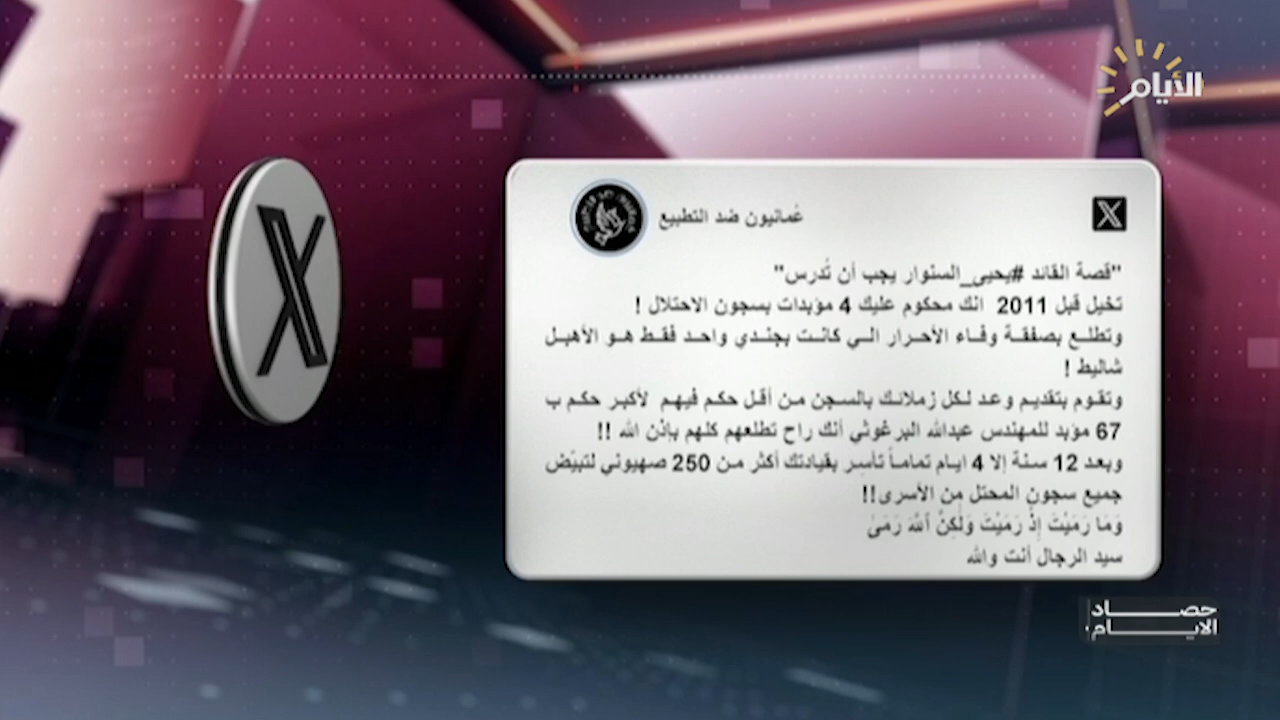 الأيام
عُمانيون ضد التطبيع
"قصة القائد #يحيى_السنوار يجب أن تُدرس"
تخيل قبل 2011 انك محكوم عليك 4 مؤبدات بسجون الاحتلال !
وتطلع بصفقة وفاء الأحرار الي كانت بجندي واحد فقط هو الأهبل
شاليط !
وتقوم بتقديم وعد لكل زملائك بالسجن من أقل حكم فيهم لأكبر حكم ب
67 مؤبد للمهندس عبدالله البرغوثي أنك راح تطلعهم كلهم بإذن الله !!
وبعد 12 سنة إلا 4 ايام تماماً تأسِر بقيادتك أكثر من 250 صهيوني لتبيّض
جميع سجون المحتل من الأسرى!!
وَمَا رَمَيْتَ إِذْ رَمَيْتَ وَلَٰكِنَّ ٱللَّهَ رَمَىٰ
سيد الرجال أنت والله
حصاد
الايام